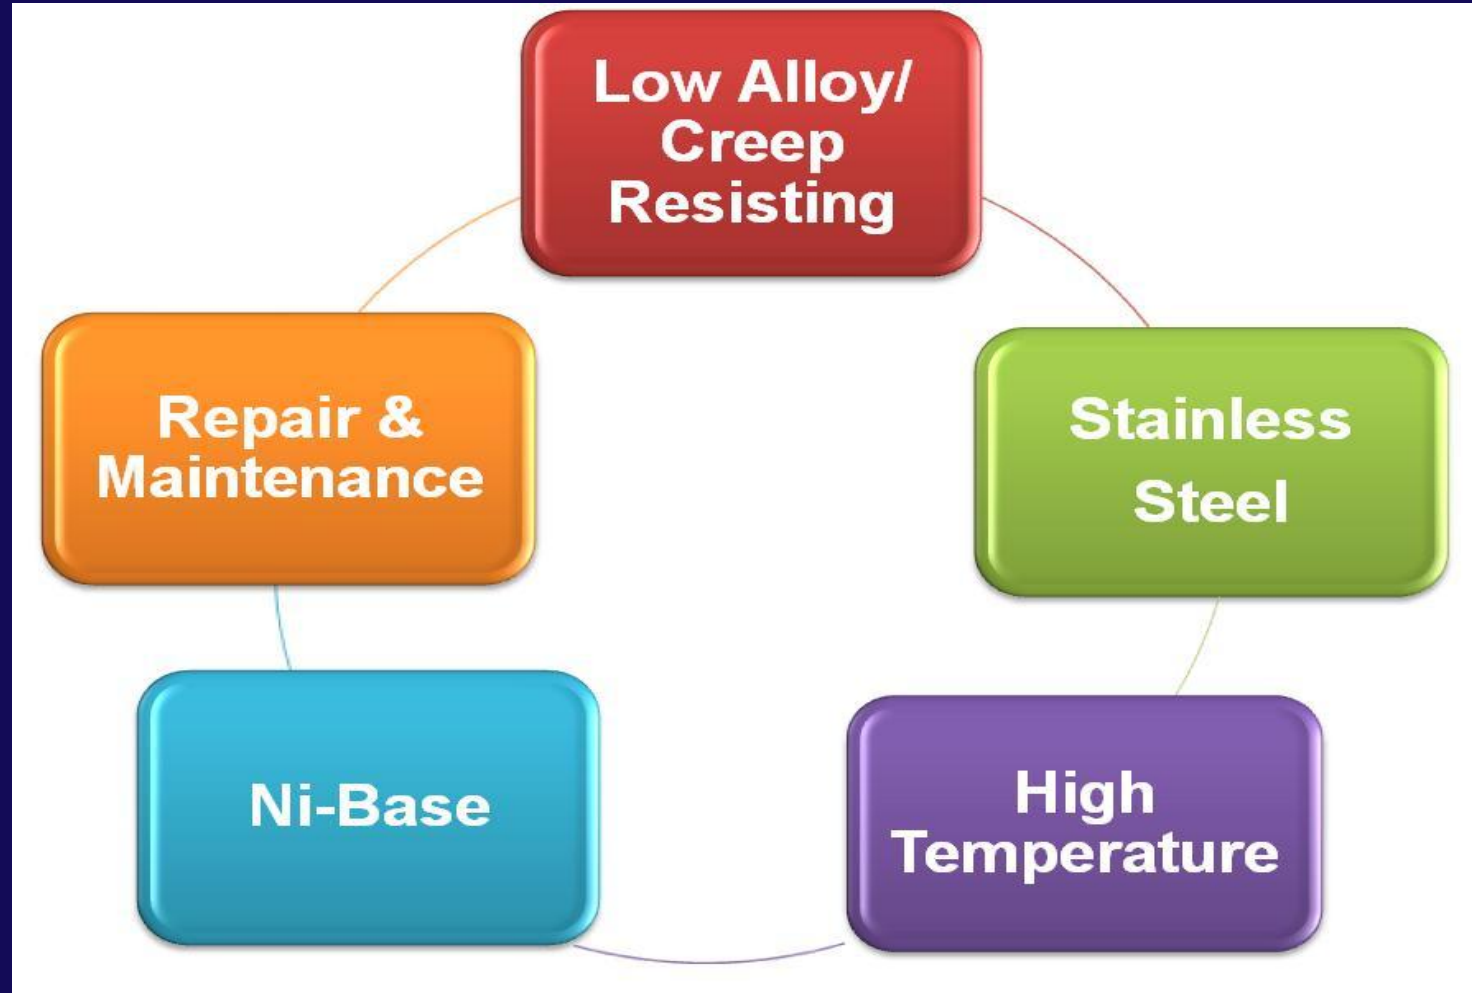 Low Alloy/
Creep
Resisting
Repair &
Maintenance
Stainless
Steel
Ni-Base
High
Temperature